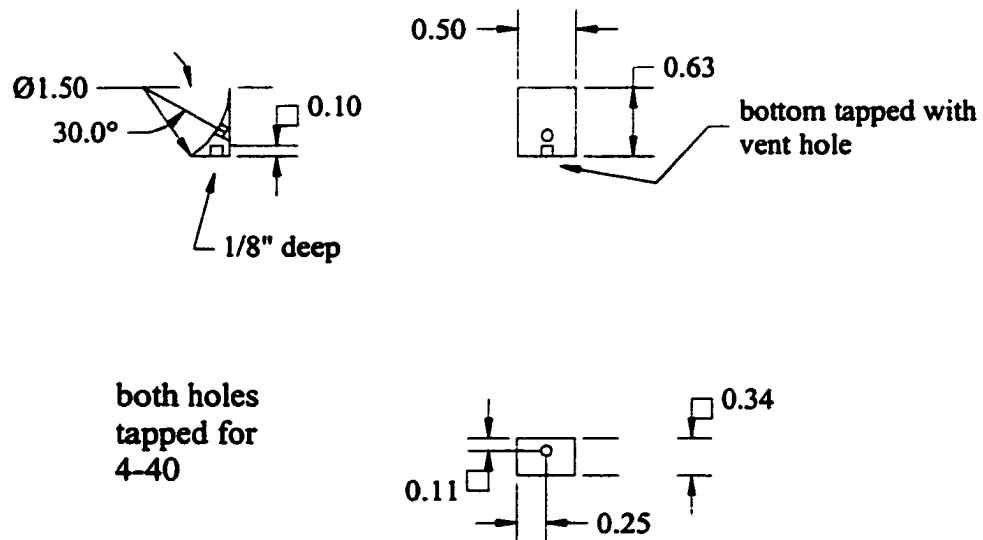 0.50
0.63
Ø1.50
0.10
30.0°
bottom tapped with
vent hole
1/8" deep
both holes
tapped for
4-40
0.34
0.11
0.25